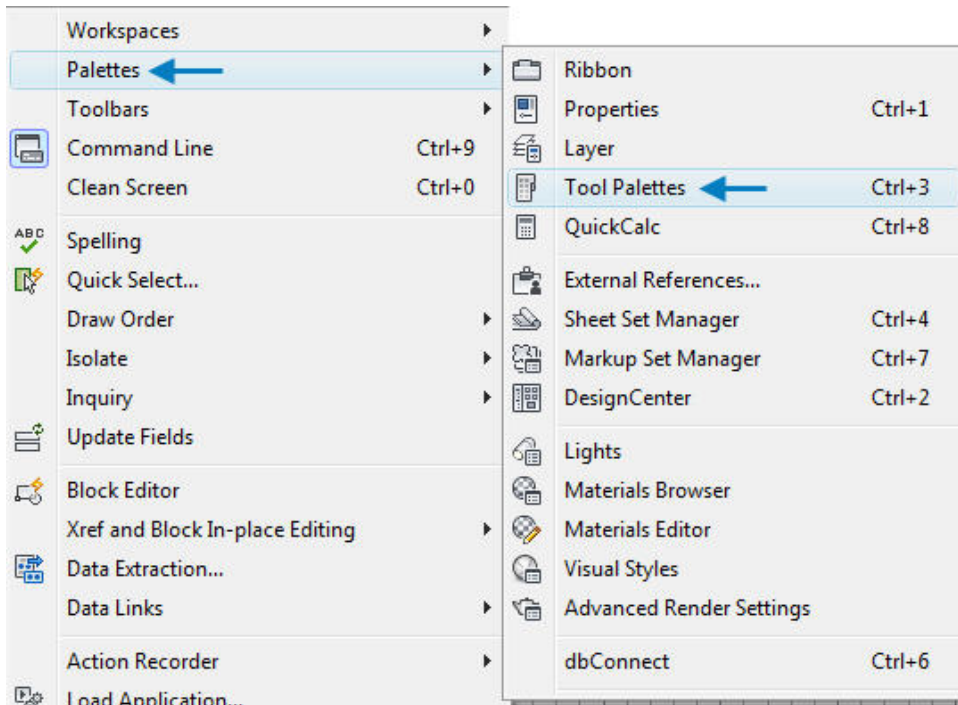 Workspaces
Palettes
Toolbars
Command Line Ctrl+9
Clean Screen Ctrl+0
ABC
Spelling
Quick Select...
Draw Order
Isolate
Inquiry
Update Fields
Block Editor
Xref and Block In-place Editing
Data Extraction...
Data Links
Action Recorder
Load Application...
Ribbon
Properties Ctrl+1
Layer
Tool Palettes Ctrl+3
QuickCalc Ctrl+8
External References...
Sheet Set Manager Ctrl+4
Markup Set Manager Ctrl+7
DesignCenter Ctrl+2
Lights
Materials Browser
Materials Editor
Visual Styles
Advanced Render Settings
dbConnect Ctrl+6